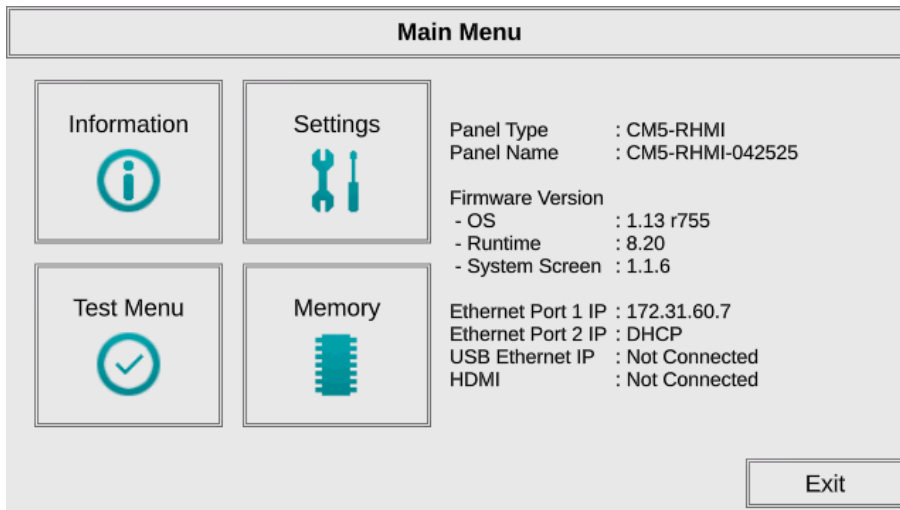 Main Menu
Information
Settings
Test Menu
Memory
Panel Type : CM5-RHMI
Panel Name : CM5-RHMI-042525
Firmware Version
- OS : 1.13 r755
- Runtime : 8.20
- System Screen : 1.1.6
Ethernet Port 1 IP : 172.31.60.7
Ethernet Port 2 IP : DHCP
USB Ethernet IP : Not Connected
HDMI : Not Connected
Exit